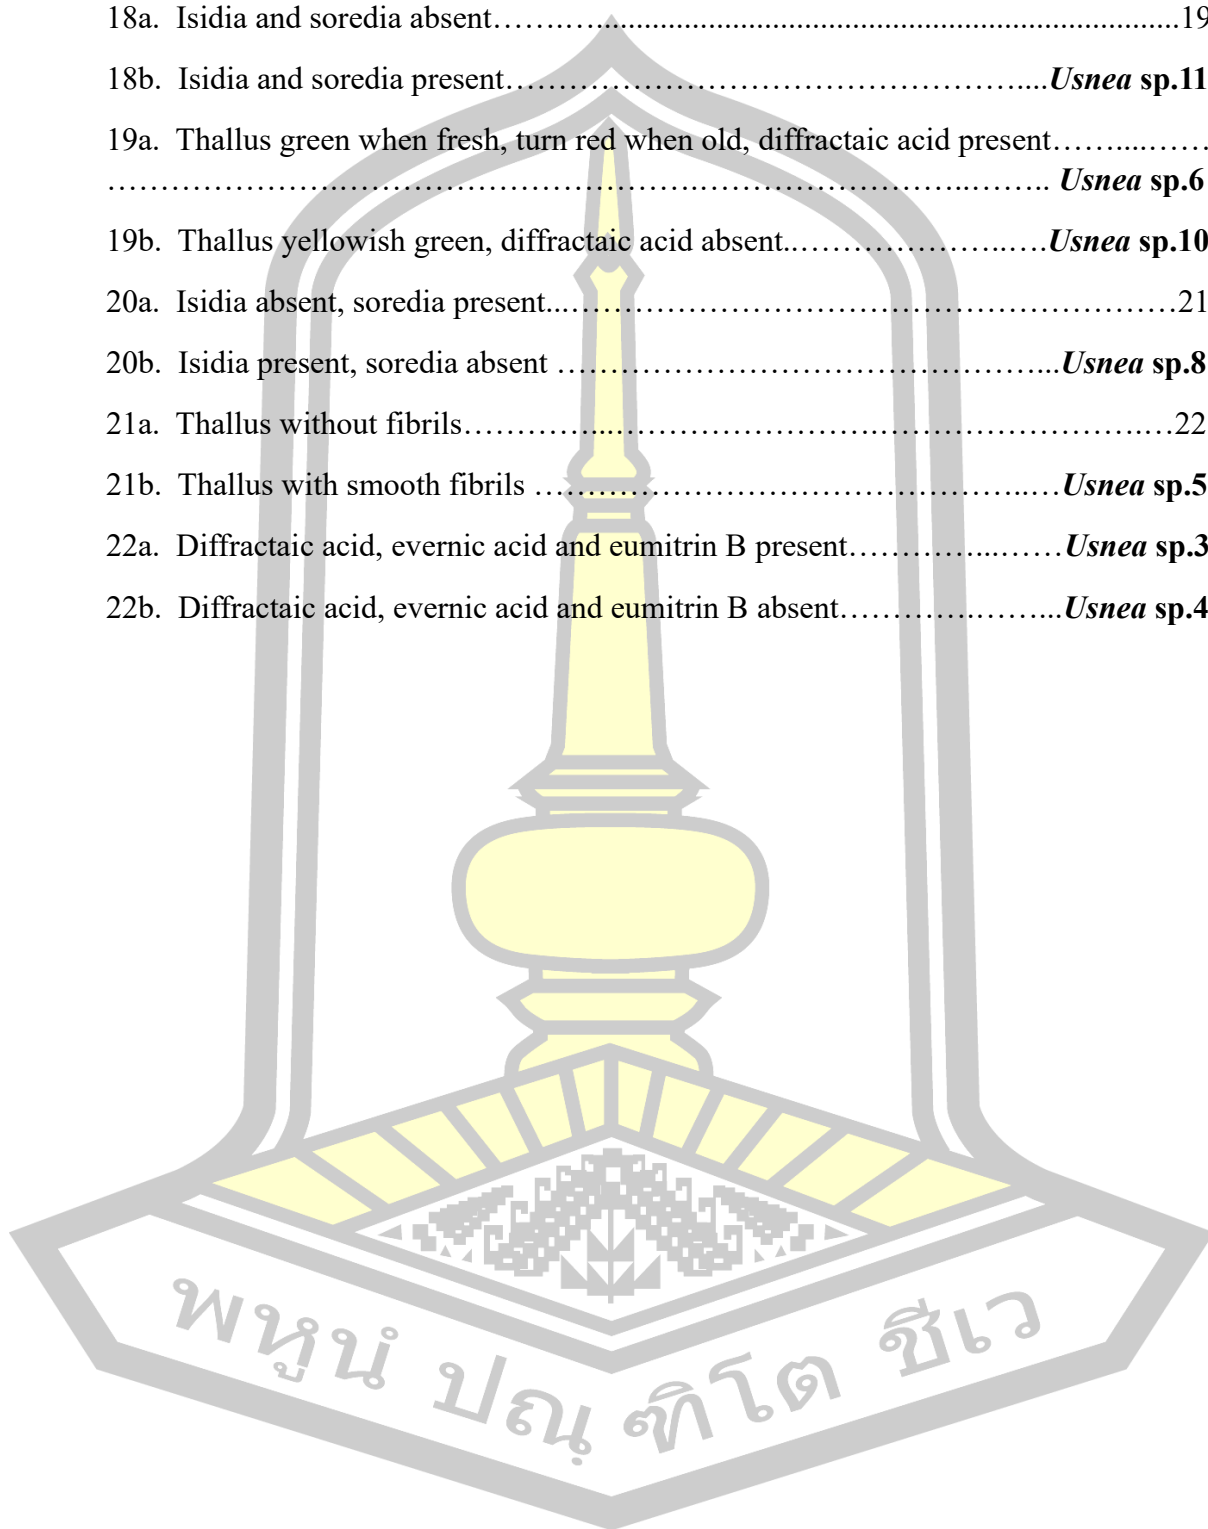 18a. Isidia and soredia absent……………………………………………………………19
18b. Isidia and soredia present…………………………………………………....Usnea sp.11
19a. Thallus green when fresh, turn red when old, diffractaic acid present……....……
…………………………………………………………………………………..…….. Usnea sp.6
19b. Thallus yellowish green, diffractaic acid absent..…………………..….Usnea sp.10
20a. Isidia absent, soredia present...……………………………………………………………21
20b. Isidia present, soredia absent …………………………………………...Usnea sp.8
21a. Thallus without fibrils…………...…………………………………………………….…22
21b. Thallus with smooth fibrils ……………………………………………..…Usnea sp.5
22a. Diffractaic acid, evernic acid and eumitrin B present…………...……Usnea sp.3
22b. Diffractaic acid, evernic acid and eumitrin B absent…………………...Usnea sp.4
พหูนํ ปณฺฑิโต ชีเว